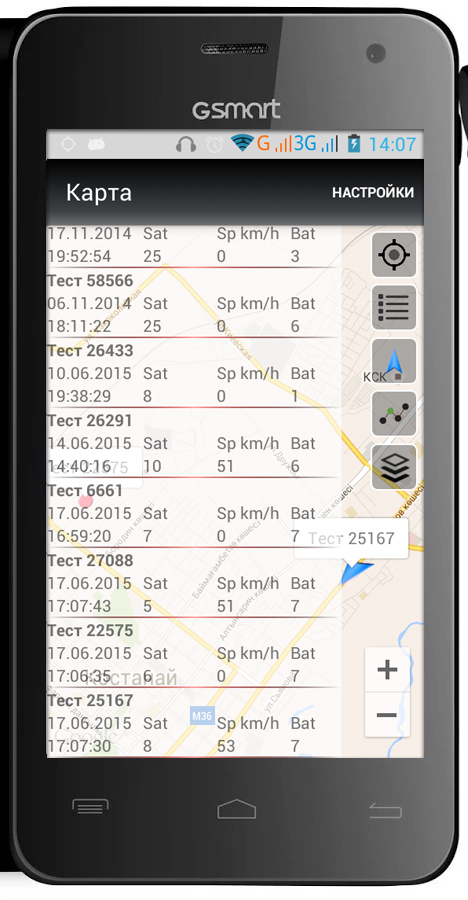 GSMART
G 3G 14:07
Карта НАСТРОЙКИ
17.11.2014 Sat Sp km/h Bat
19:52:54 25 0 3
Тест 58566
06.11.2014 Sat Sp km/h Bat
18:11:22 25 0 6
Тест 26433
10.06.2015 Sat Sp km/h Bat
19:38:29 8 0 1
КСК
Тест 26291
14.06.2015 Sat Sp km/h Bat
14:40:16 10 51 6
Тест 6661
17.06.2015 Sat Sp km/h Bat
16:59:20 7 0 7
Тест 25167
Тест 27088
17.06.2015 Sat Sp km/h Bat
17:07:43 5 51 7
Тест 22575
17.06.2015 Sat Sp km/h Bat
17:06:35 6 0 7
Костанай
Тест 25167
17.06.2015 Sat Sp km/h Bat
M36
17:07:30 8 53 7